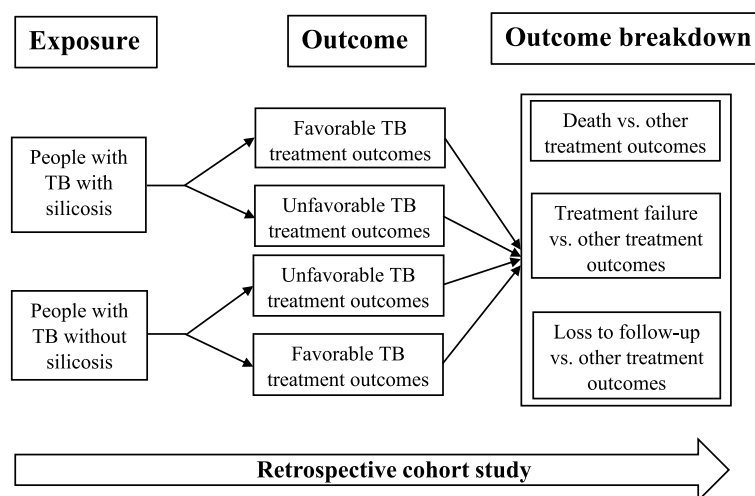 Exposure
Outcome
Outcome breakdown
People with
TB with
silicosis
Favorable TB
treatment outcomes
Unfavorable TB
treatment outcomes
People with
TB without
silicosis
Unfavorable TB
treatment outcomes
Favorable TB
treatment outcomes
Death vs. other
treatment outcomes
Treatment failure
vs. other treatment
outcomes
Loss to follow-up
vs. other treatment
outcomes
Retrospective cohort study